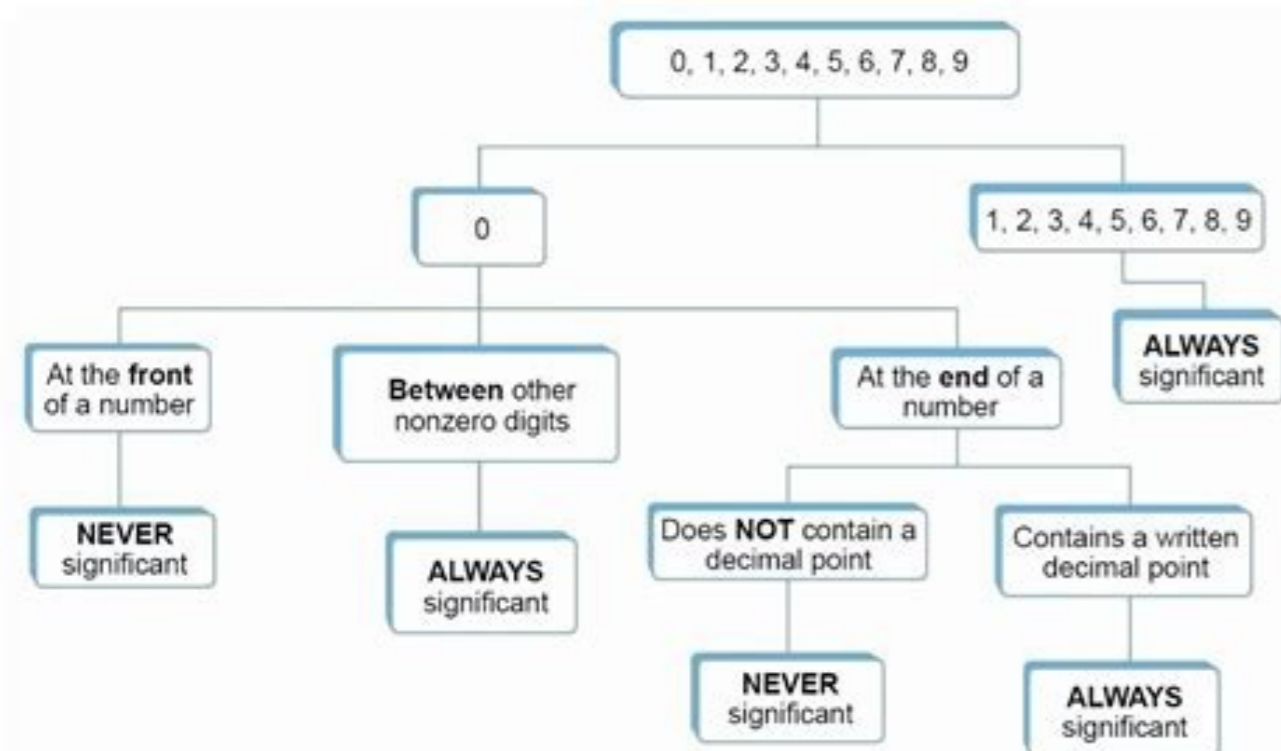 0, 1, 2, 3, 4, 5, 6, 7, 8, 9
0
1, 2, 3, 4, 5, 6, 7, 8, 9
ALWAYS
significant
At the front
of a number
Between other
nonzero digits
At the end of a
number
NEVER
significant
ALWAYS
significant
Does NOT contain a
decimal point
Contains a written
decimal point
NEVER
significant
ALWAYS
significant